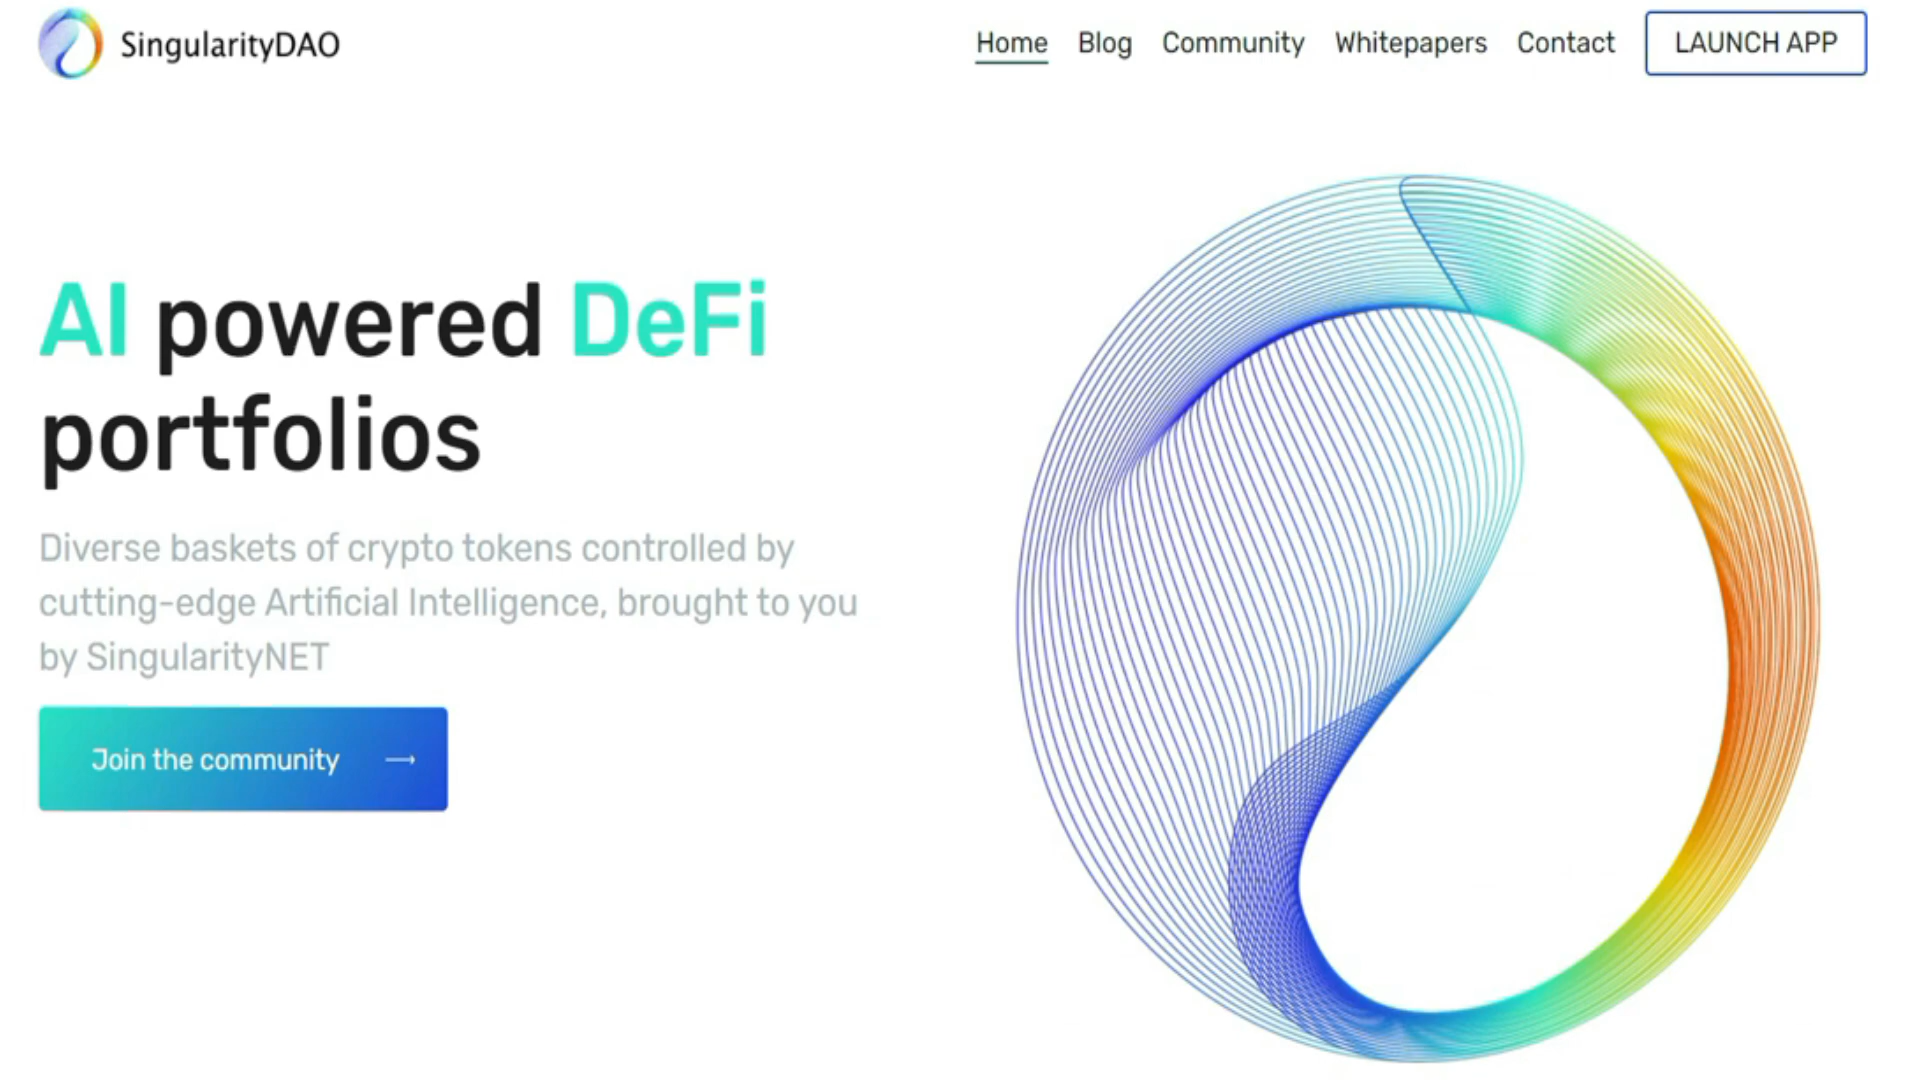 SingularityDAO
Home Blog Community Whitepapers Contact LAUNCH APP
AI powered DeFi
portfolios
Diverse baskets of crypto tokens controlled by
cutting-edge Artificial Intelligence, brought to you
by SingularityNET
Join the community →